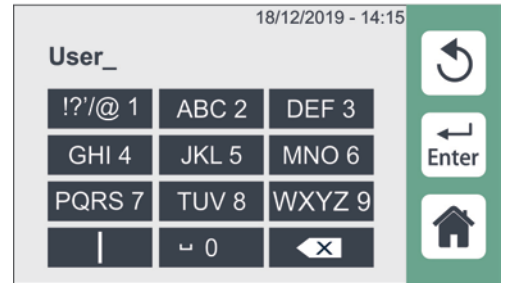 18/12/2019 - 14:15
User_
!?'/@ 1 ABC 2 DEF 3
GHI 4 JKL 5 MNO 6
Enter
PQRS 7 TUV 8 WXYZ 9
| ⎵ 0